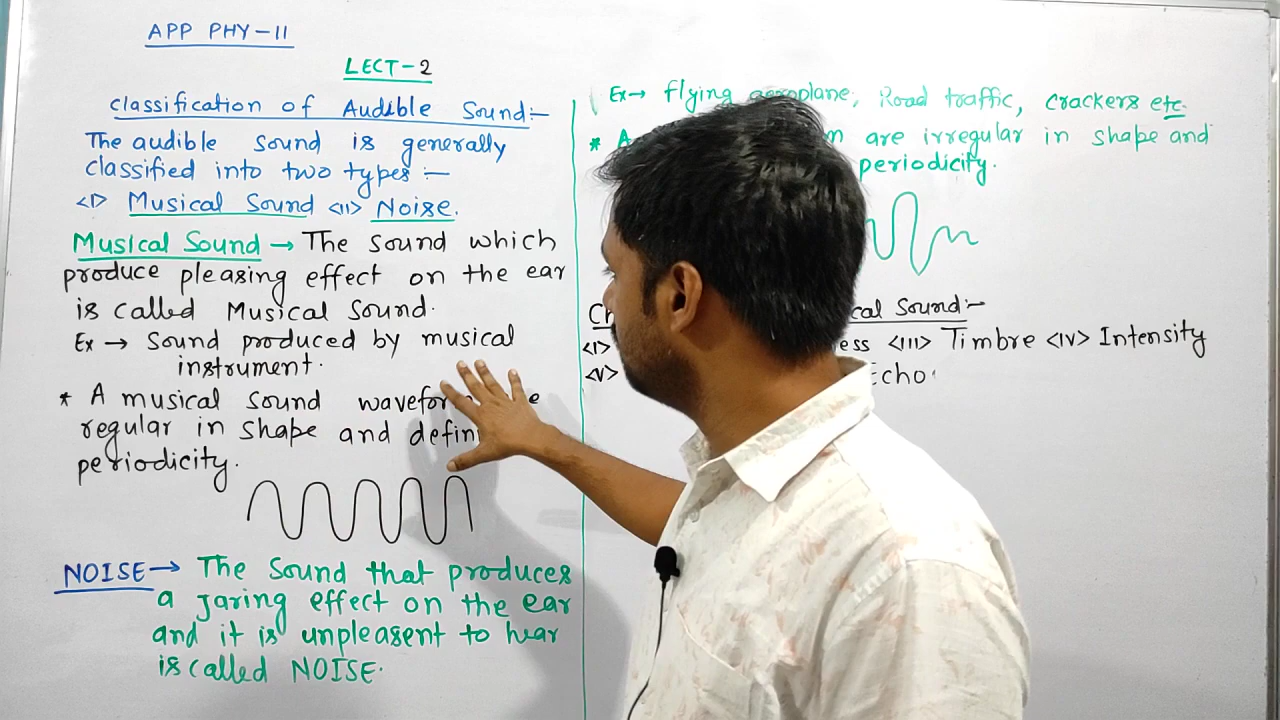 APP PHY-II
LECT-2
Classification of Audible Sound:-
The audible sound is generally
classified into two types:-
<I> Musical Sound <II> Noise.
Musical Sound → The sound which
produce pleasing effect on the ear
is called Musical Sound.
Ex → Sound produced by musical
instrument.
* A musical sound
regular in shape and
periodicity.
NOISE → The Sound that produces
a Jaring effect on the ear
and it is unpleasent to hear
is called NOISE.
Ex → flying aeroplane, Road traffic, crackers etc.
* are irregular in shape and
periodicity.
Sound:-
<I> <III> Timbre <IV> Intensity
<V> Echo.